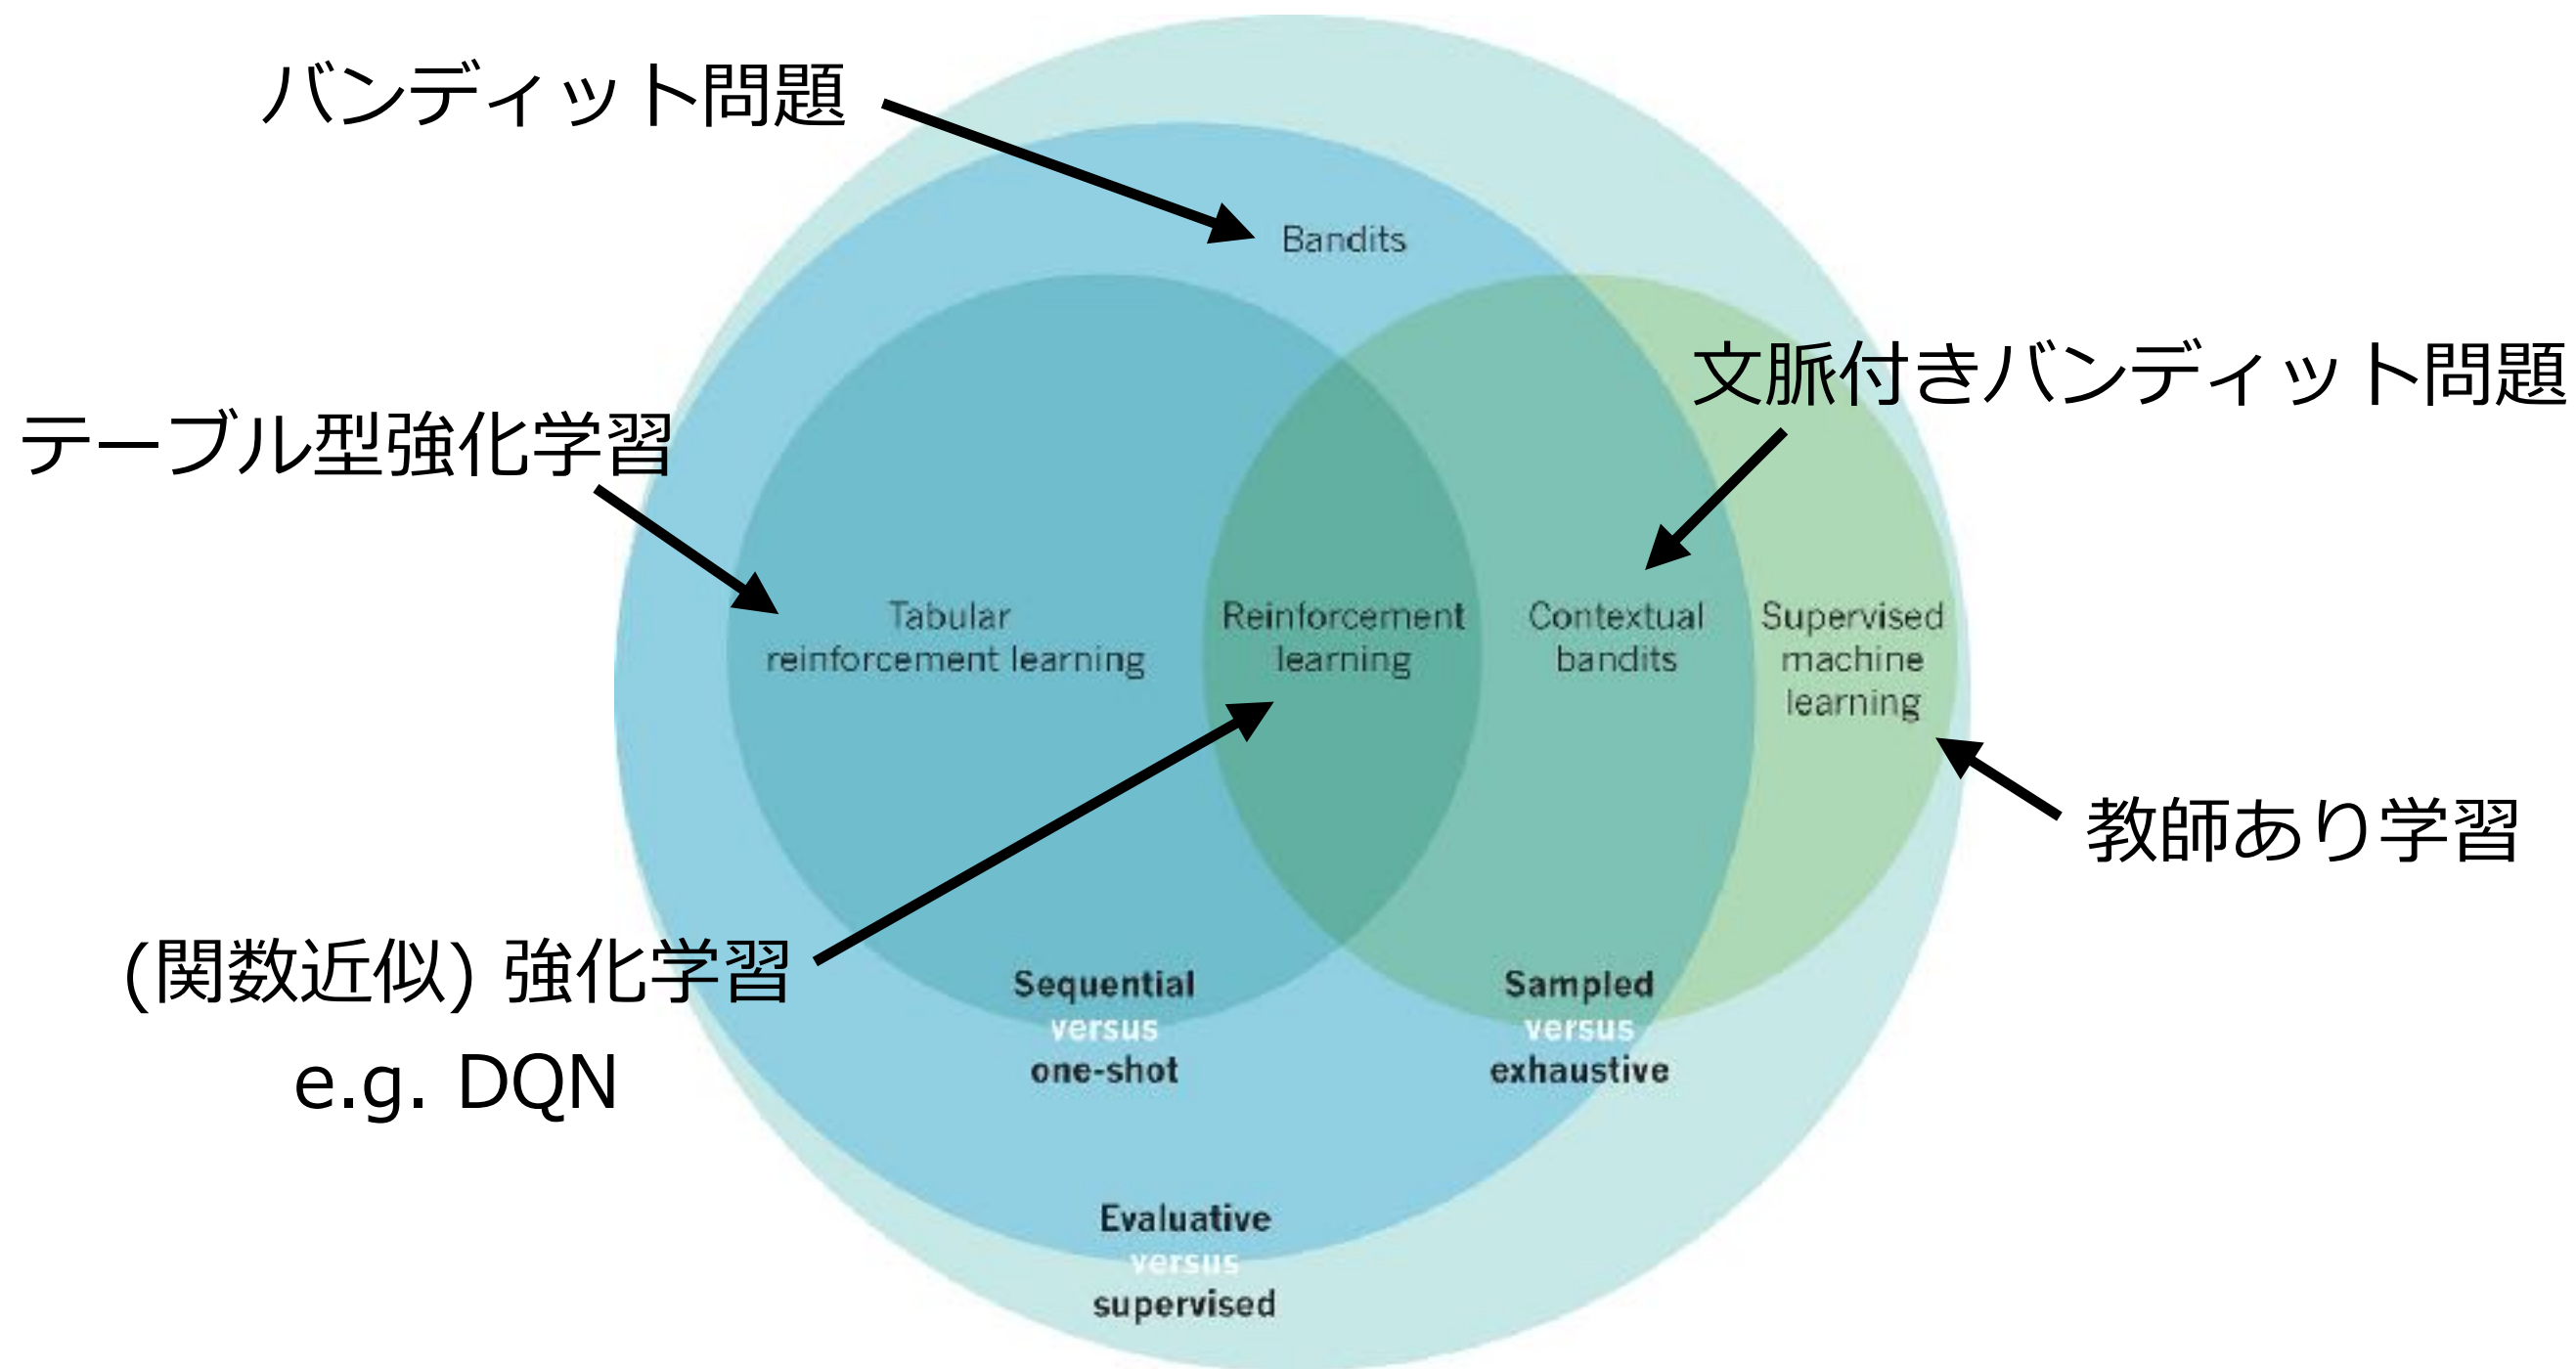 バンディット問題
Bandits
文脈付きバンディット問題
テーブル型強化学習
Tabular
reinforcement learning
Reinforcement
learning
Contextual
bandits
Supervised
machine
learning
教師あり学習
(関数近似) 強化学習
e.g. DQN
Sequential
versus
one-shot
Sampled
versus
exhaustive
Evaluative
versus
supervised